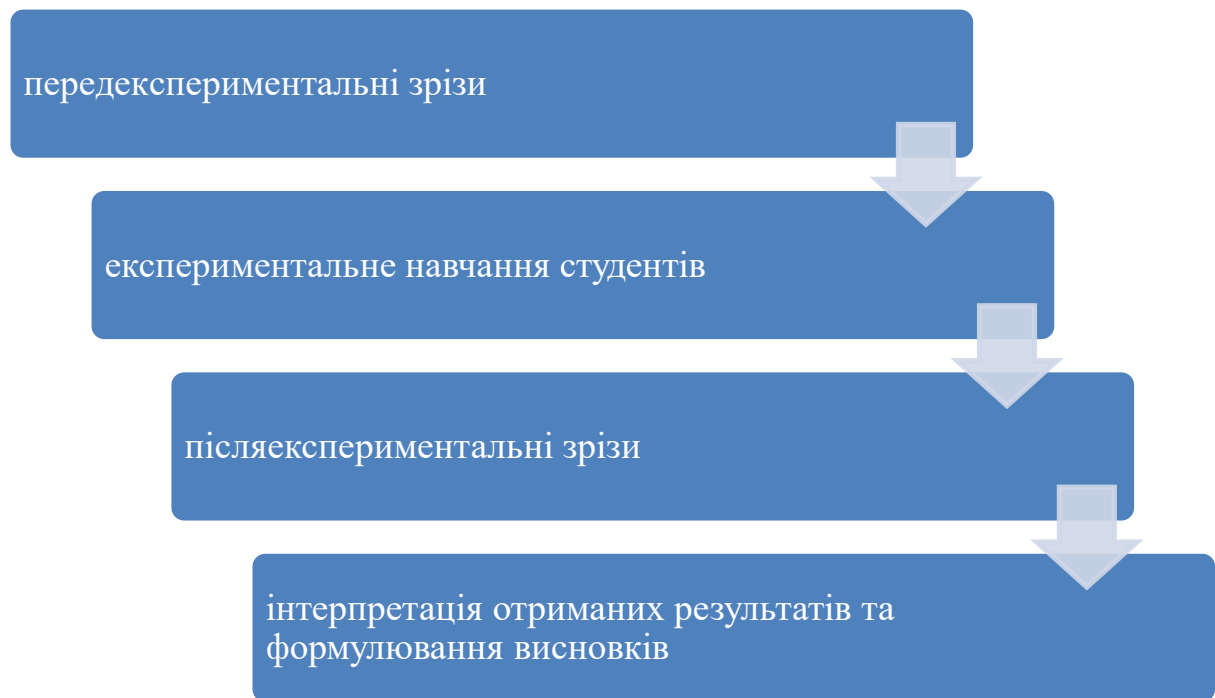 передекспериментальні зрізи
експериментальне навчання студентів
післяекспериментальні зрізи
інтерпретація отриманих результатів та
формулювання висновків